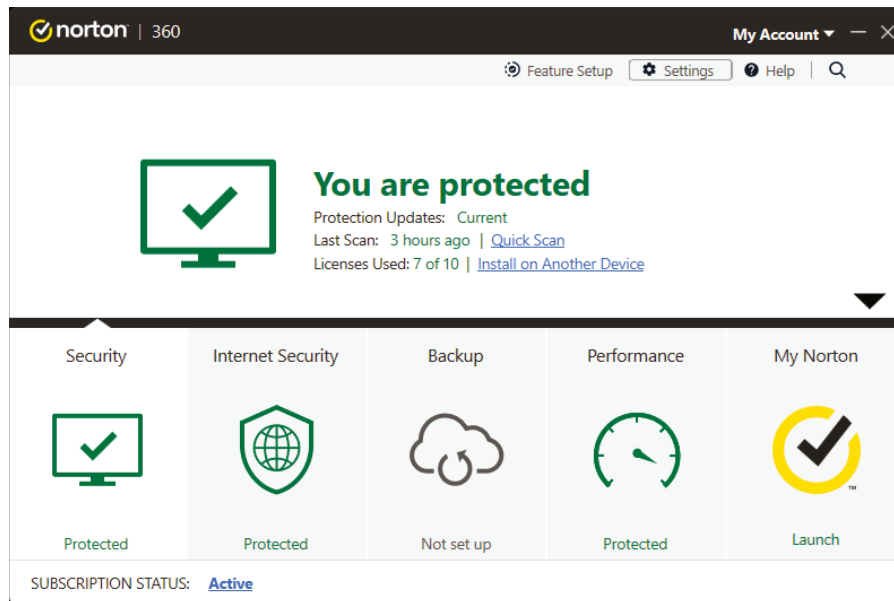 norton | 360
My Account
Feature Setup
Settings
Help
You are protected
Protection Updates: Current
Last Scan: 3 hours ago | Quick Scan
Licenses Used: 7 of 10 | Install on Another Device
Security
Internet Security
Backup
Performance
My Norton
TM
Protected
Protected
Not set up
Protected
Launch
SUBSCRIPTION STATUS: Active